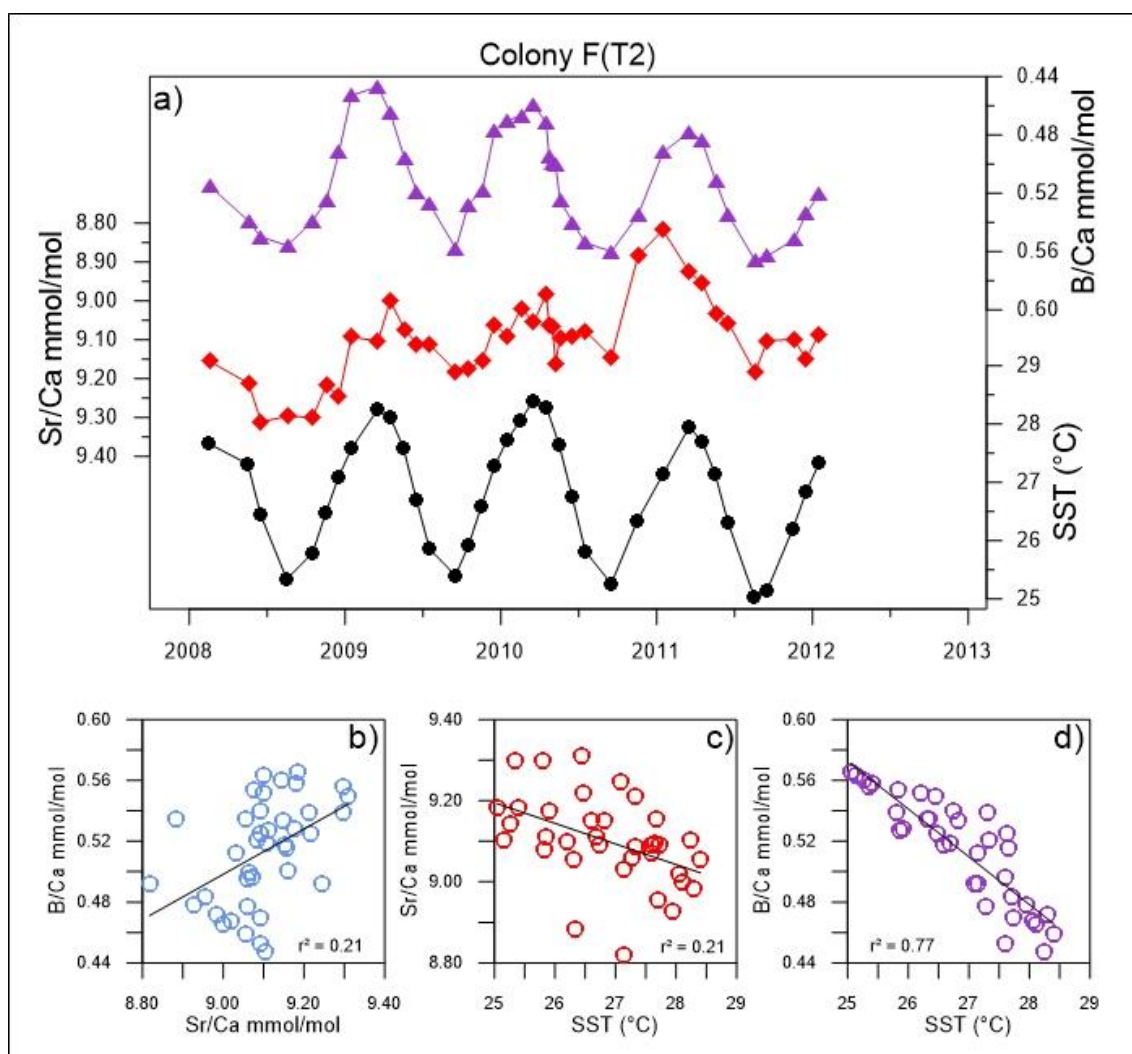 Colony F(T2)
a)
Sr/Ca mmol/mol
8.80
8.90
9.00
9.10
9.20
9.30
9.40
0.44
0.48
0.52
0.56
0.60
B/Ca mmol/mol
29
28
27
26
25
SST (°C)
2008 2009 2010 2011 2012 2013
b)
B/Ca mmol/mol
0.60
0.56
0.52
0.48
0.44
r² = 0.21
8.80 9.00 9.20 9.40
Sr/Ca mmol/mol
c)
Sr/Ca mmol/mol
9.40
9.20
9.00
8.80
r² = 0.21
25 26 27 28 29
SST (°C)
d)
B/Ca mmol/mol
0.60
0.56
0.52
0.48
0.44
r² = 0.77
25 26 27 28 29
SST (°C)